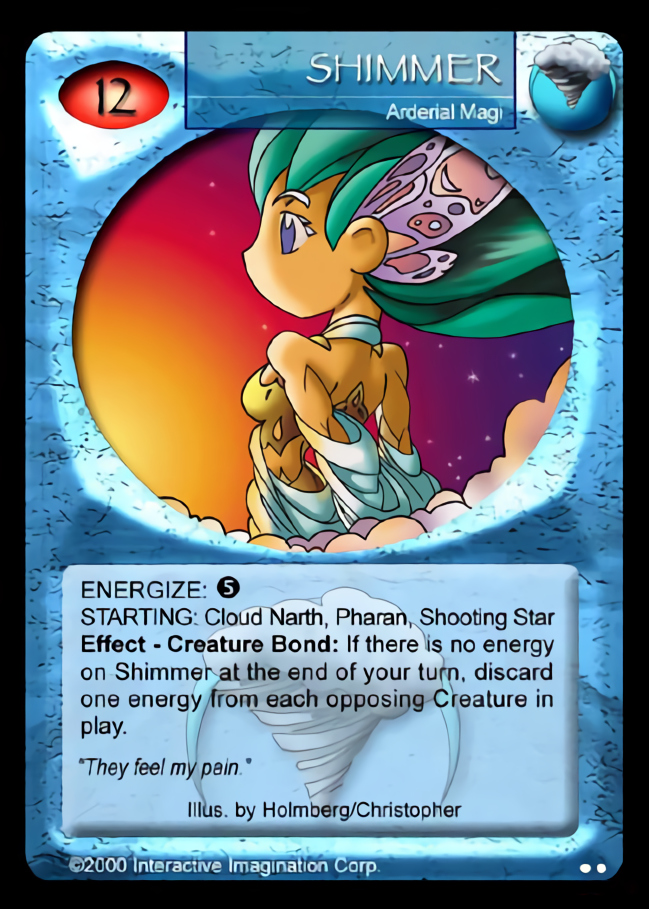 12
SHIMMER
Arderial Magi
ENERGIZE: 5
STARTING: Cloud Narth, Pharan, Shooting Star
Effect - Creature Bond: If there is no energy
on Shimmer at the end of your turn, discard
one energy from each opposing Creature in
play.
"They feel my pain."
Illus. by Holmberg/Christopher
©2000 Interactive Imagination Corp.